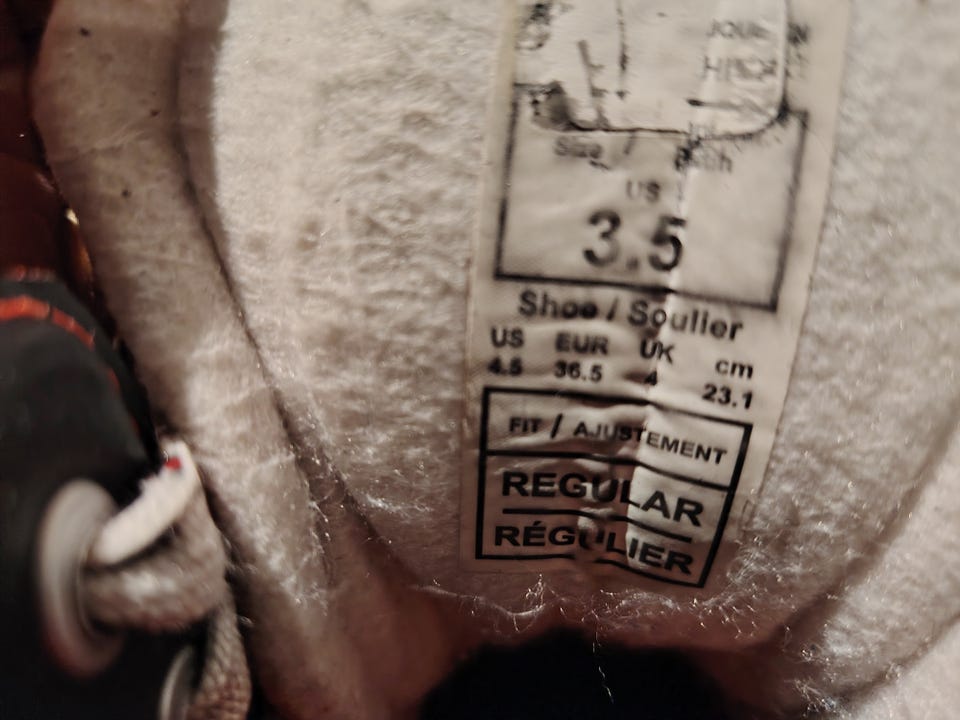 Size /
US
3.5
Shoe / Soulier
US EUR UK cm
4.5 36.5 4 23.1
FIT / AJUSTEMENT
REGULAR
RÉGULIER